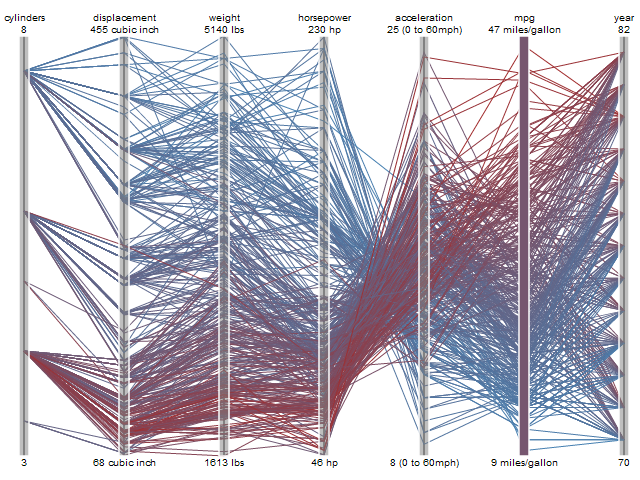 cylinders displacement weight horsepower acceleration mpg year
8 455 cubic inch 5140 lbs 230 hp 25 (0 to 60mph) 47 miles/gallon 82
3 68 cubic inch 1613 lbs 46 hp 8 (0 to 60mph) 9 miles/gallon 70